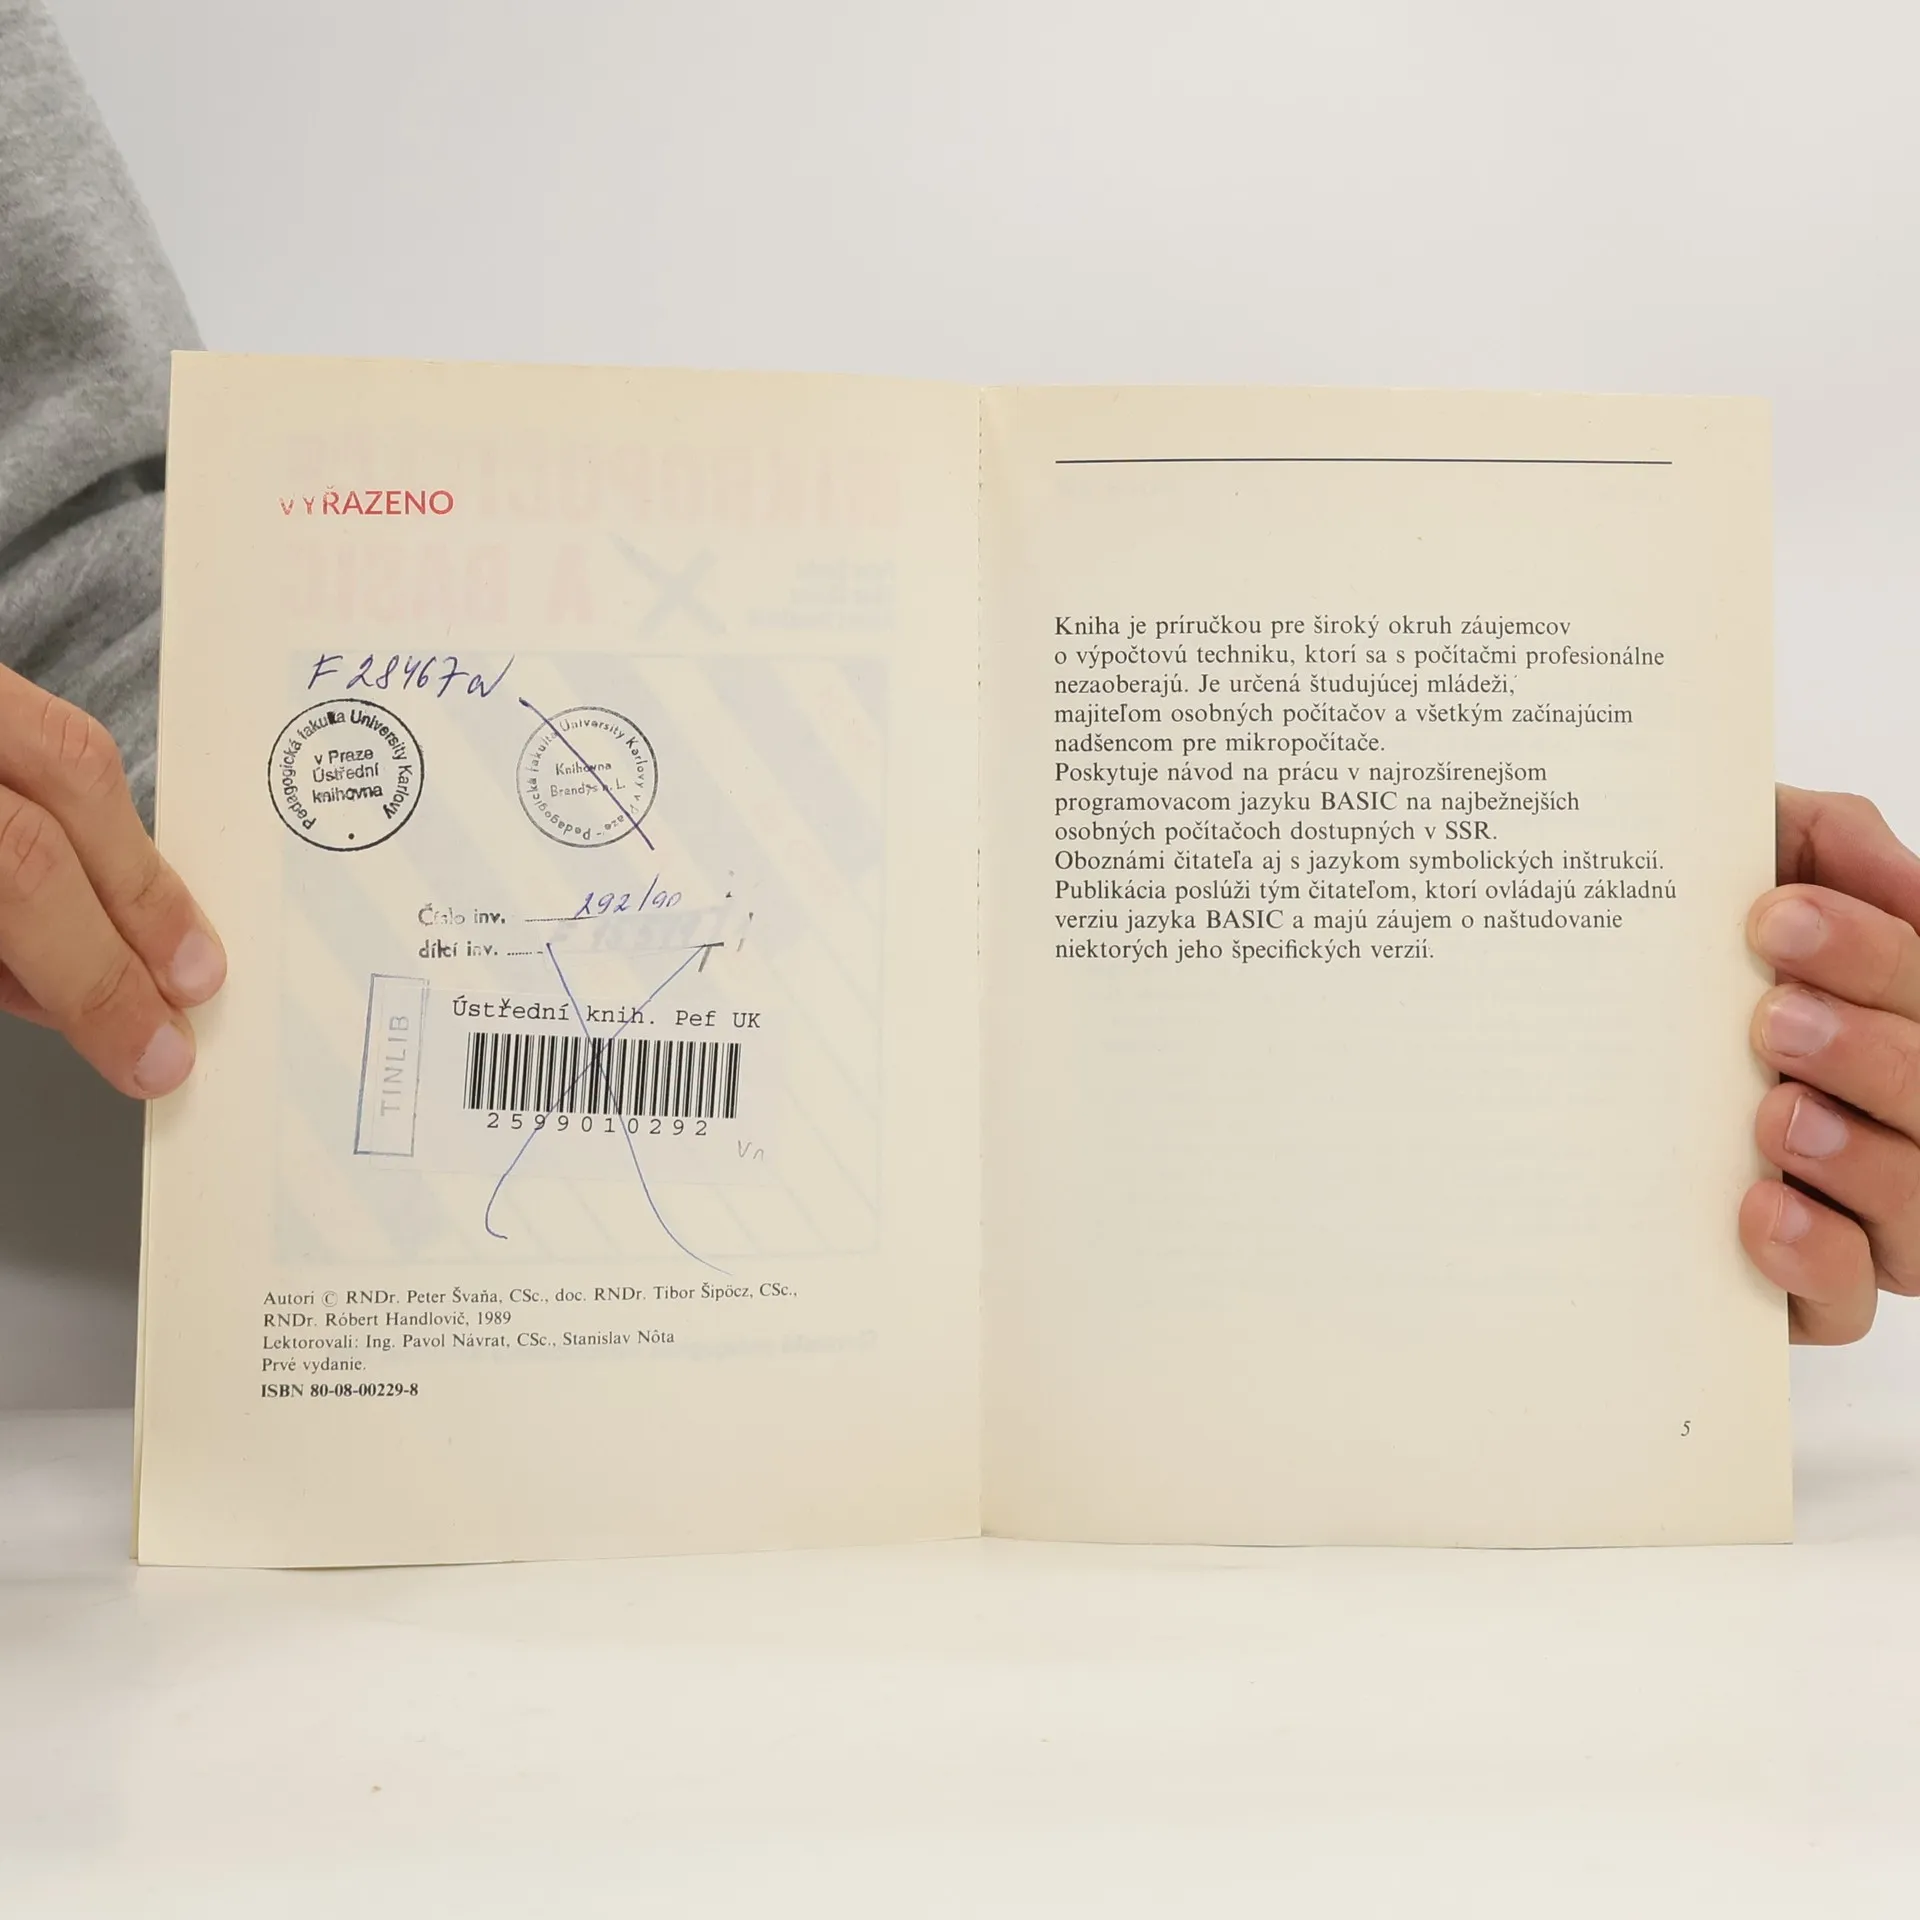 VYŘAZENO
F 28467
Pedagogická fakulta University Karlovy
v Praze
Ústřední
knihovna
Pedagogická fakulta University Karlovy v Praze
Knihovna
Brandýs n. L.
Číslo inv. 292/90
dílčí inv.
TINLIB
Ústřední knih. Pef UK
2599010292
Autori © RNDr. Peter Švaňa, CSc., doc. RNDr. Tibor Šipöcz, CSc.,
RNDr. Róbert Handlovič, 1989
Lektorovali: Ing. Pavol Návrat, CSc., Stanislav Nôta
Prvé vydanie.
ISBN 80-08-00229-8
Kniha je príručkou pre široký okruh záujemcov
o výpočtovú techniku, ktorí sa s počítačmi profesionálne
nezaoberajú. Je určená študujúcej mládeži,
majiteľom osobných počítačov a všetkým začínajúcim
nadšencom pre mikropočítače.
Poskytuje návod na prácu v najrozšírenejšom
programovacom jazyku BASIC na najbežnejších
osobných počítačoch dostupných v SSR.
Oboznámi čitateľa aj s jazykom symbolických inštrukcií.
Publikácia poslúži tým čitateľom, ktorí ovládajú základnú
verziu jazyka BASIC a majú záujem o naštudovanie
niektorých jeho špecifických verzií.
5